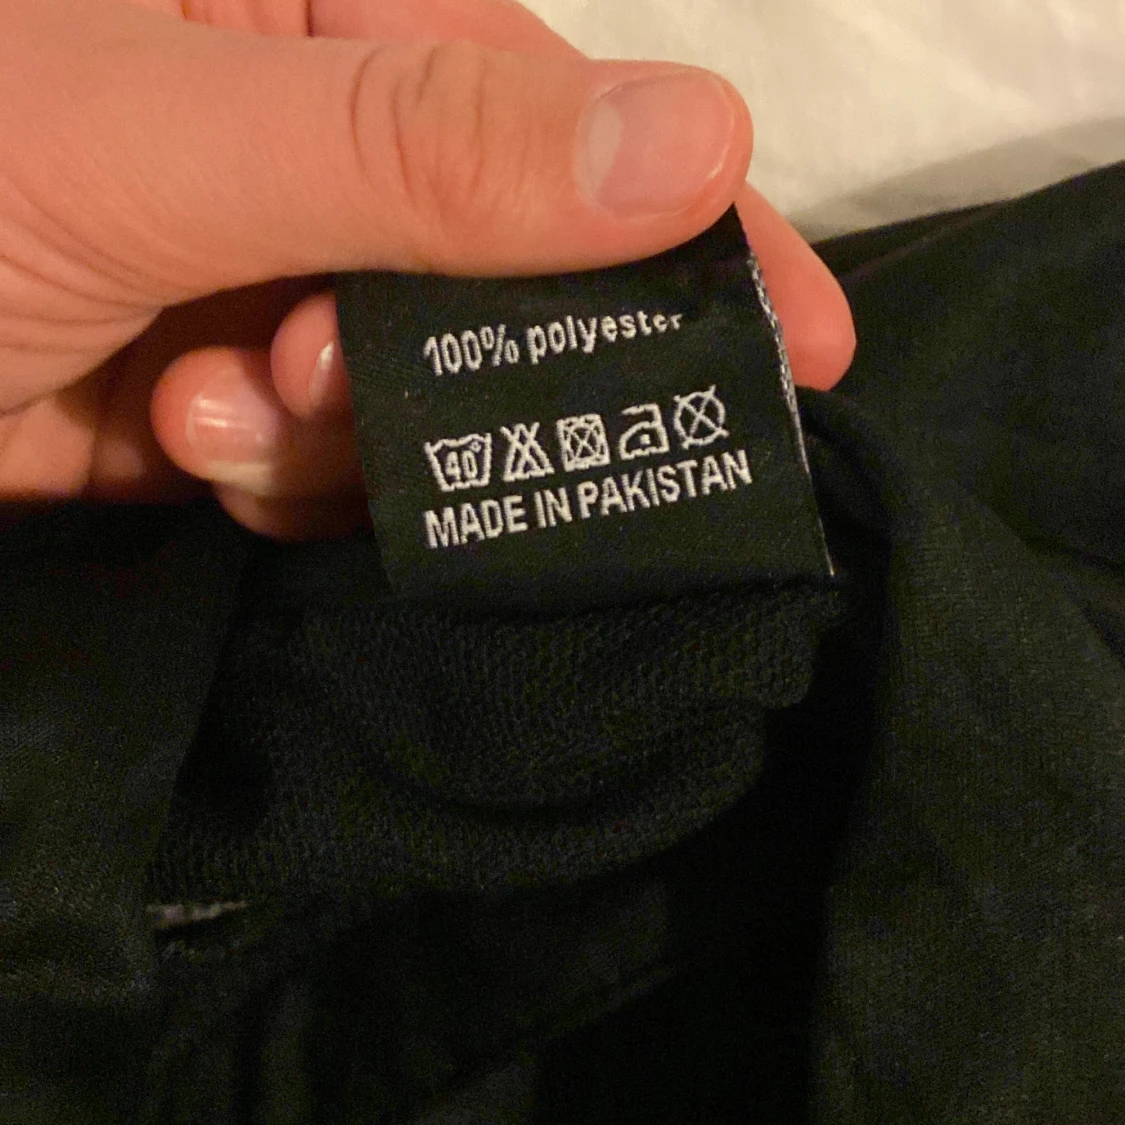 100% polyester
40°
MADE IN PAKISTAN